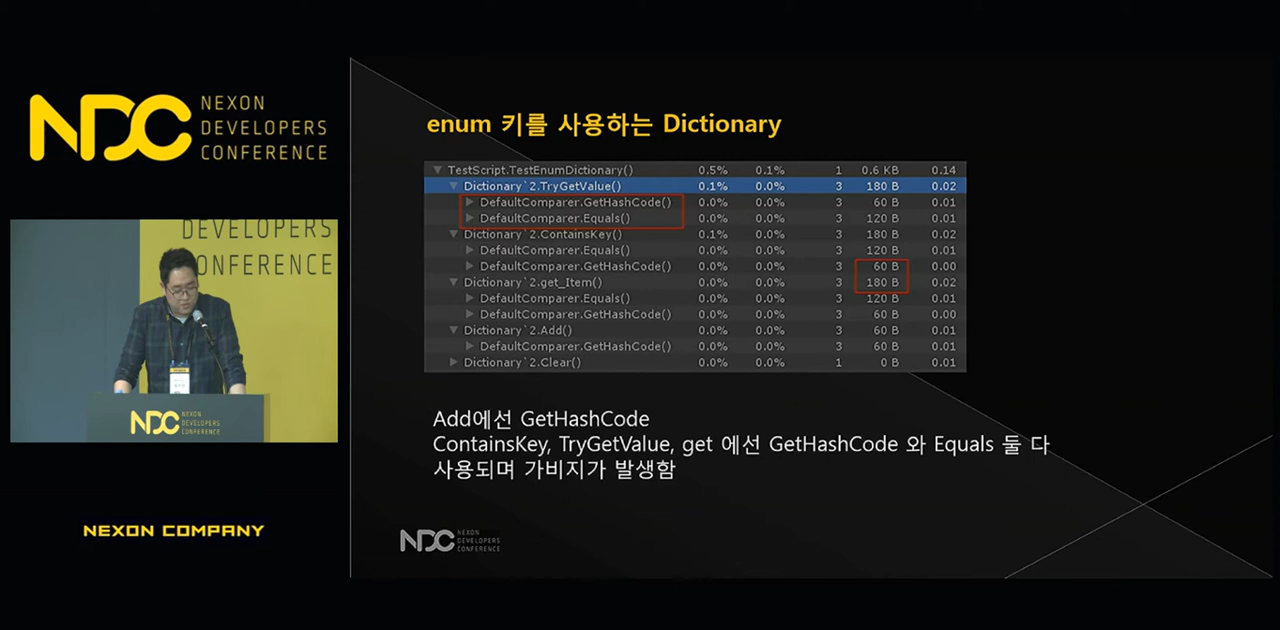 NDC NEXON
DEVELOPERS
CONFERENCE
DEVELOPERS
CONFERENCE
NDC NEXON
DEVELOPERS
CONFERENCE
NEXON COMPANY
enum 키를 사용하는 Dictionary
TestScript.TestEnumDictionary() 0.5% 0.1% 1 0.6 KB 0.14
Dictionary`2.TryGetValue() 0.1% 0.0% 3 180 B 0.02
DefaultComparer.GetHashCode() 0.0% 0.0% 3 60 B 0.01
DefaultComparer.Equals() 0.0% 0.0% 3 120 B 0.01
Dictionary`2.ContainsKey() 0.1% 0.0% 3 180 B 0.02
DefaultComparer.Equals() 0.0% 0.0% 3 120 B 0.01
DefaultComparer.GetHashCode() 0.0% 0.0% 3 60 B 0.00
Dictionary`2.get_Item() 0.0% 0.0% 3 180 B 0.02
DefaultComparer.Equals() 0.0% 0.0% 3 120 B 0.01
DefaultComparer.GetHashCode() 0.0% 0.0% 3 60 B 0.00
Dictionary`2.Add() 0.0% 0.0% 3 60 B 0.01
DefaultComparer.GetHashCode() 0.0% 0.0% 3 60 B 0.01
Dictionary`2.Clear() 0.0% 0.0% 1 0 B 0.01
Add에선 GetHashCode
ContainsKey, TryGetValue, get 에선 GetHashCode 와 Equals 둘 다
사용되며 가비지가 발생함
NDC NEXON
DEVELOPERS
CONFERENCE